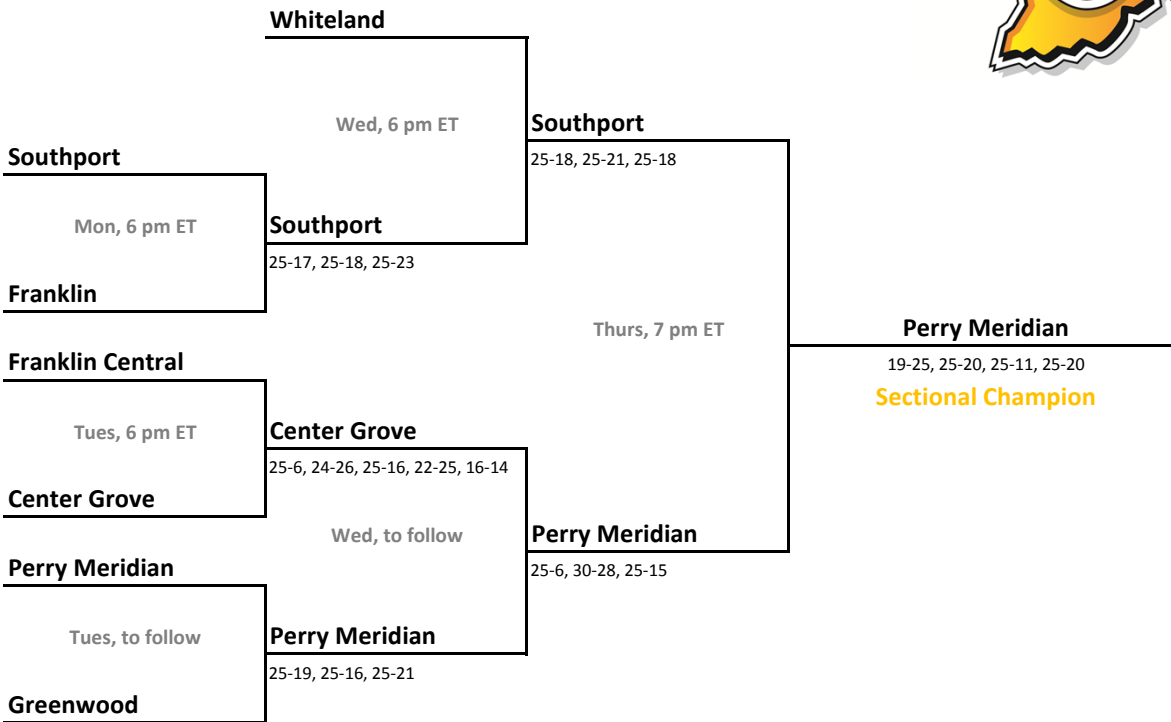 Whiteland
Wed, 6 pm ET
Southport
25-18, 25-21, 25-18
Southport
Mon, 6 pm ET
Southport
25-17, 25-18, 25-23
Franklin
Thurs, 7 pm ET
Perry Meridian
19-25, 25-20, 25-11, 25-20
Sectional Champion
Franklin Central
Tues, 6 pm ET
Center Grove
25-6, 24-26, 25-16, 22-25, 16-14
Center Grove
Wed, to follow
Perry Meridian
25-6, 30-28, 25-15
Perry Meridian
Tues, to follow
Perry Meridian
25-19, 25-16, 25-21
Greenwood